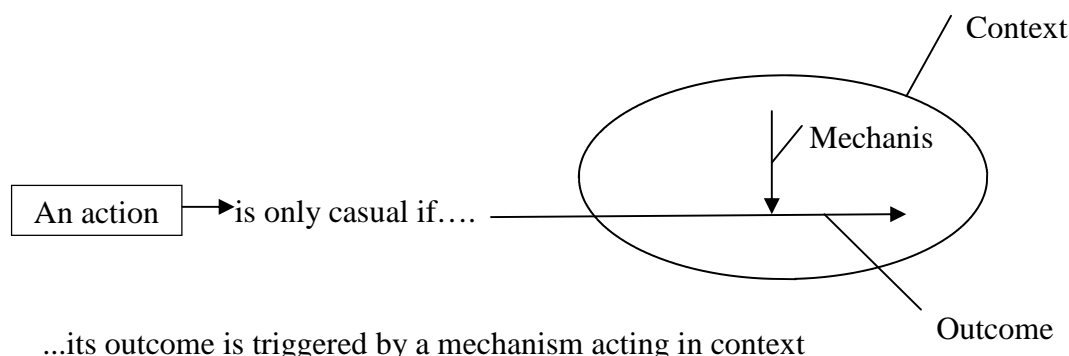 Context
Mechanis
An action
is only casual if….
Outcome
...its outcome is triggered by a mechanism acting in context